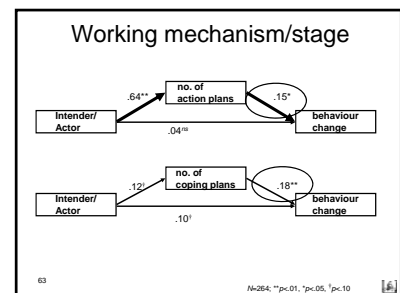 Working mechanism/stage
no. of
action plans
.64**
.15*
Intender/
Actor
behaviour
change
.04ns
no. of
coping plans
.12†
.18**
Intender/
Actor
behaviour
change
.10†
63
N=264; **p<.01, *p<.05, †p<.10